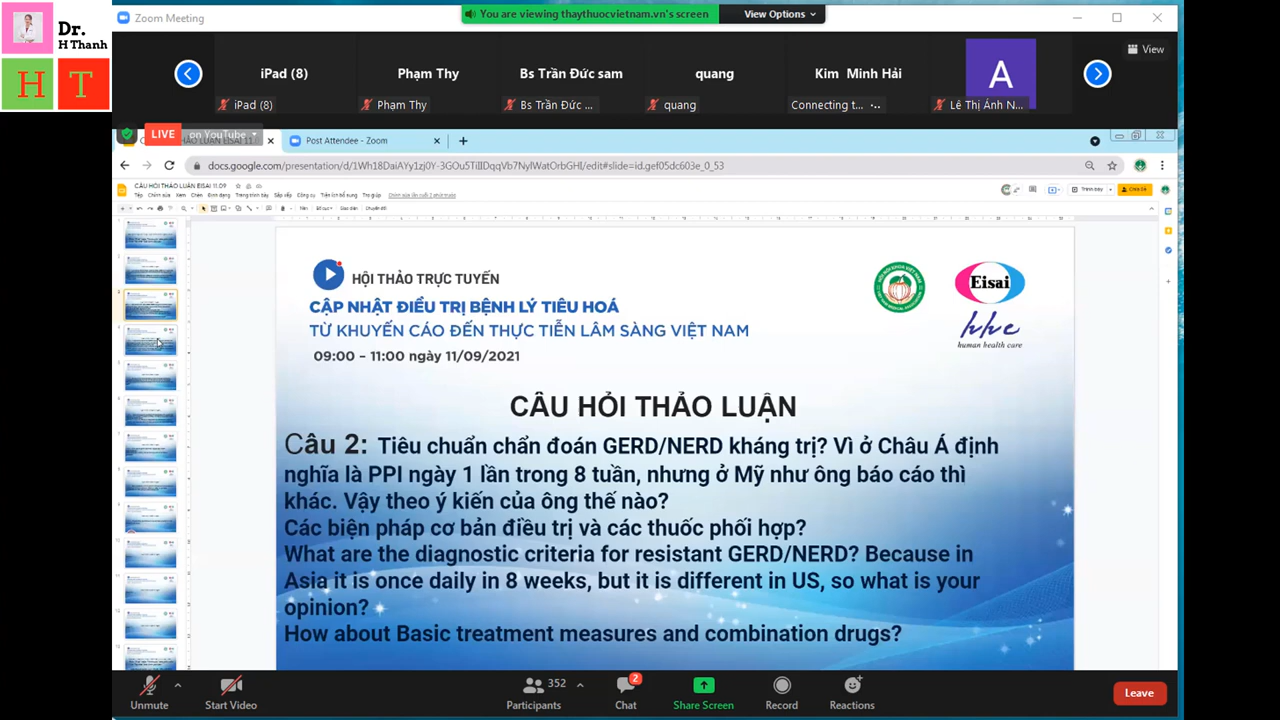 Dr.
H Thanh
H T
Zoom Meeting
You are viewing thaythuocvietnam.vn's screen
View Options
iPad (8)
Phạm Thy
Bs Trần Đức sam
quang
Kim Minh Hải
A
View
iPad (8)
Phạm Thy
Bs Trần Đức ...
quang
Connecting t...
Lê Thị Ánh N...
LIVE
on YouTube
Post Attendee - Zoom
docs.google.com/presentation/d/1Wh18DaiAYy1zj0Y-3GOu5TiIDqqVb7NylWatOrbGHI/edit#slide=id.gef05dc603e_0_53
CÂU HỎI THẢO LUẬN EISAI 11.09
HỘI THẢO TRỰC TUYẾN
CẬP NHẬT ĐIỀU TRỊ BỆNH LÝ TIÊU HOÁ
TỪ KHUYẾN CÁO ĐẾN THỰC TIỄN LÂM SÀNG VIỆT NAM
09:00 – 11:00 ngày 11/09/2021
Eisai
hhc
human health care
CÂU HỎI THẢO LUẬN
Câu 2: Tiêu chuẩn chẩn đoán GERD/NERD kháng trị? Vì ở Châu Á định
nghĩa là PPI ngày 1 lần trong 8 tuần, nhưng ở Mỹ như ông báo cáo thì
khác. Vậy theo ý kiến của ông thế nào?
Các biện pháp cơ bản điều trị và các thuốc phối hợp?
What are the diagnostic criteria for resistant GERD/NERD? Because in
Asia it is once daily in 8 weeks, but it is different in US, so what is your
opinion?
How about Basic treatment measures and combination drugs?
Unmute
Start Video
352
Participants
2
Chat
Share Screen
Record
Reactions
Leave